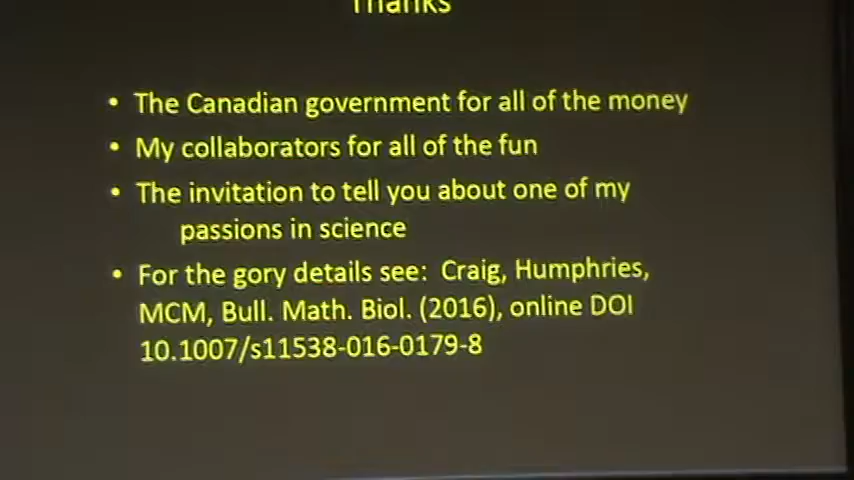 Thanks
• The Canadian government for all of the money
• My collaborators for all of the fun
• The invitation to tell you about one of my
passions in science
• For the gory details see: Craig, Humphries,
MCM, Bull. Math. Biol. (2016), online DOI
10.1007/s11538-016-0179-8